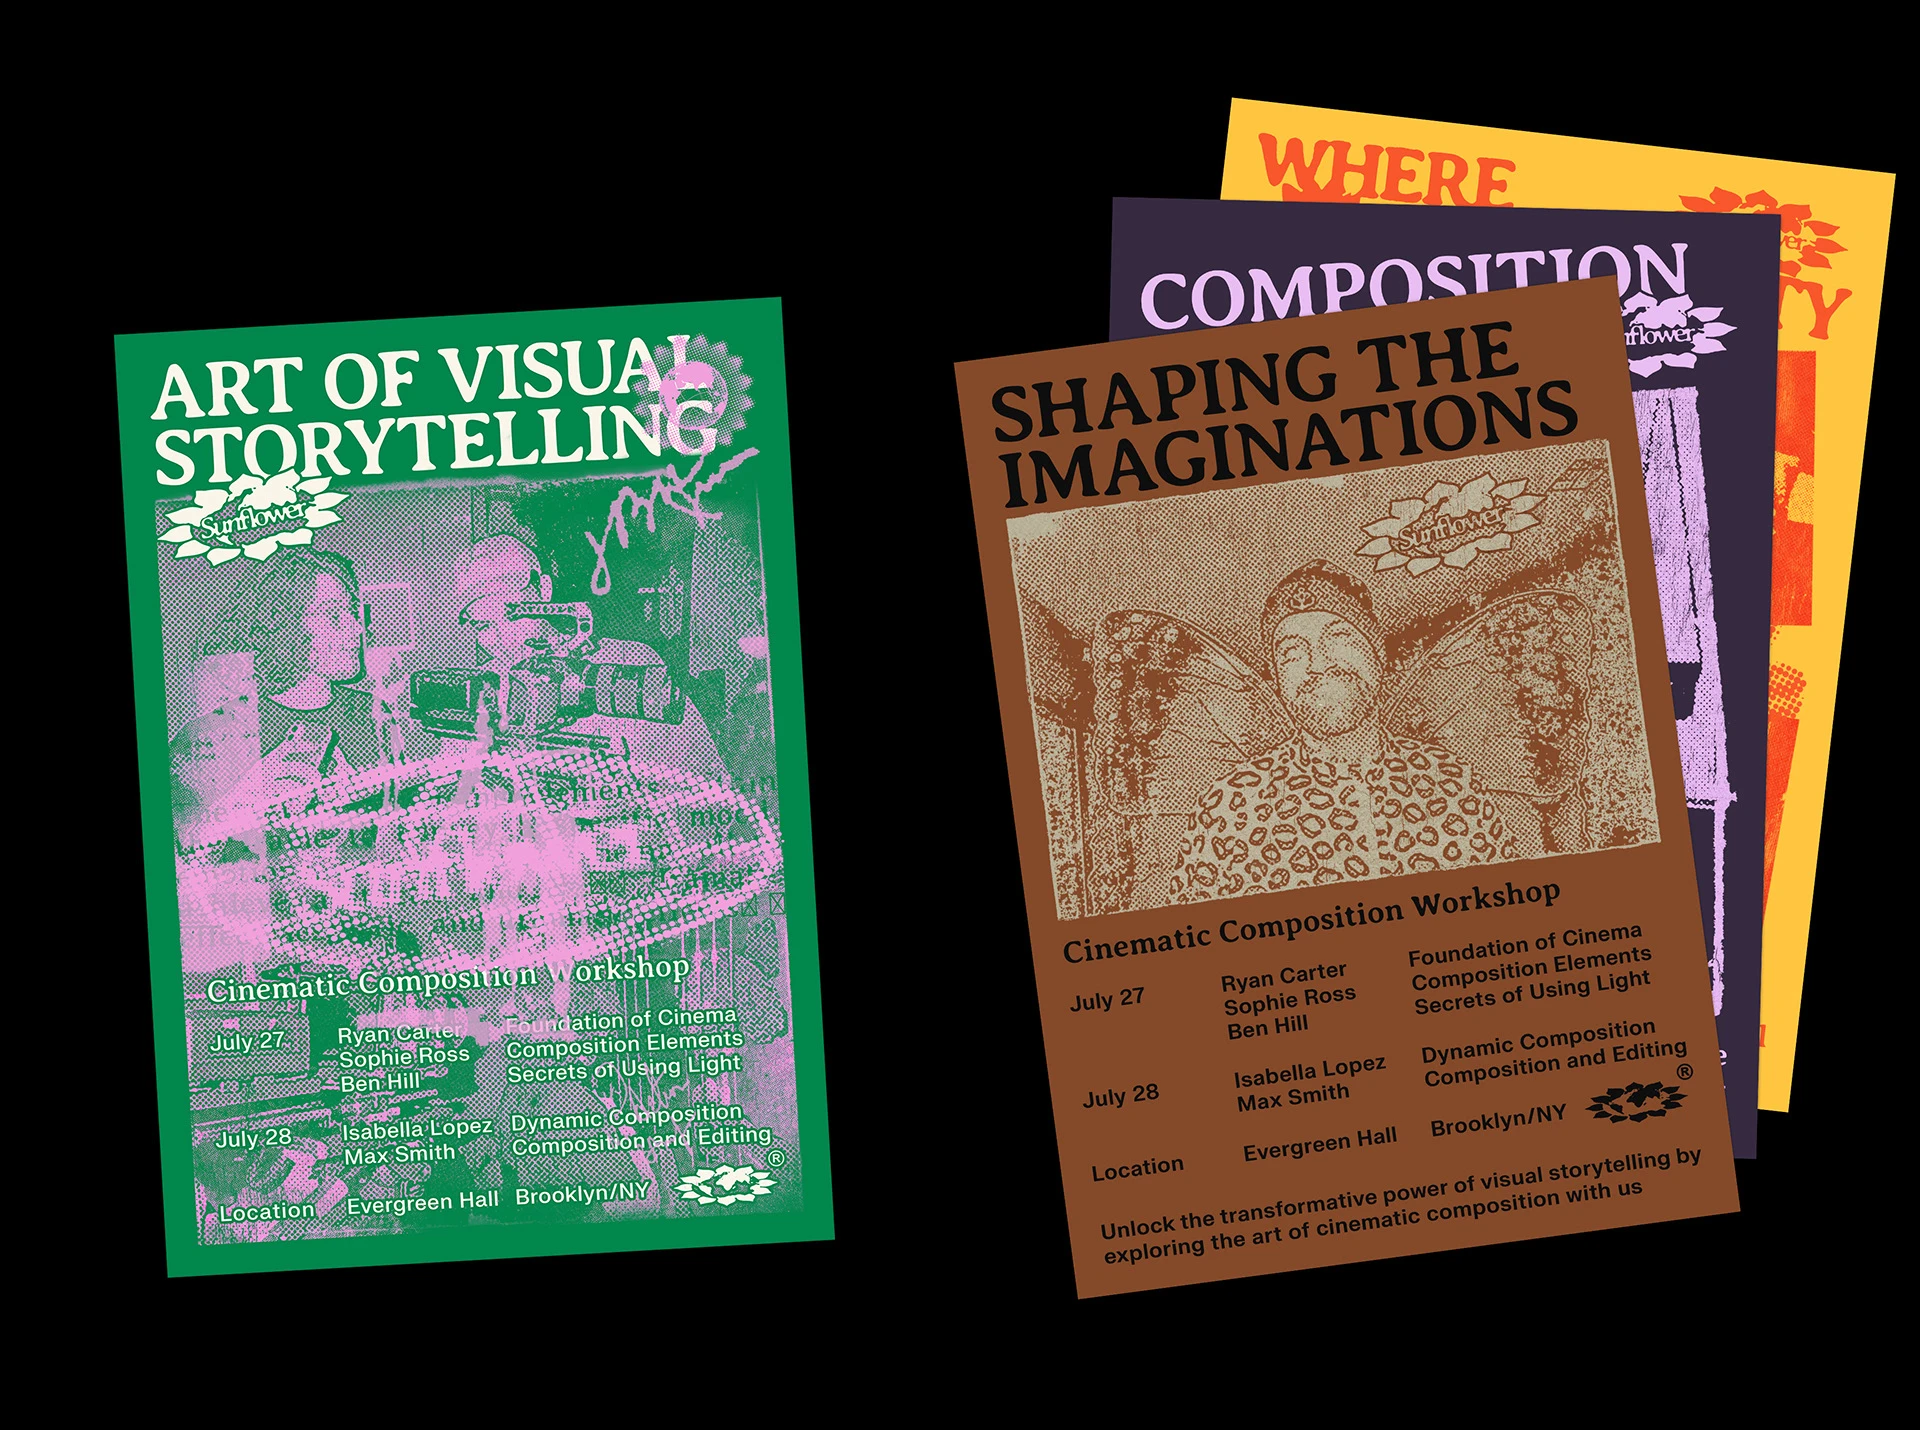 ART OF VISUAL
STORYTELLING
Sunflower
Cinematic Composition Workshop
July 27
Ryan Carter
Sophie Ross
Ben Hill
Foundation of Cinema
Composition Elements
Secrets of Using Light
July 28
Isabella Lopez
Max Smith
Dynamic Composition
Composition and Editing
Location
Evergreen Hall
Brooklyn/NY
®
WHERE
COMPOSITION
SHAPING THE
IMAGINATIONS
Sunflower
Cinematic Composition Workshop
July 27
Ryan Carter
Sophie Ross
Ben Hill
Foundation of Cinema
Composition Elements
Secrets of Using Light
July 28
Isabella Lopez
Max Smith
Dynamic Composition
Composition and Editing
Location
Evergreen Hall
Brooklyn/NY
®
Unlock the transformative power of visual storytelling by
exploring the art of cinematic composition with us